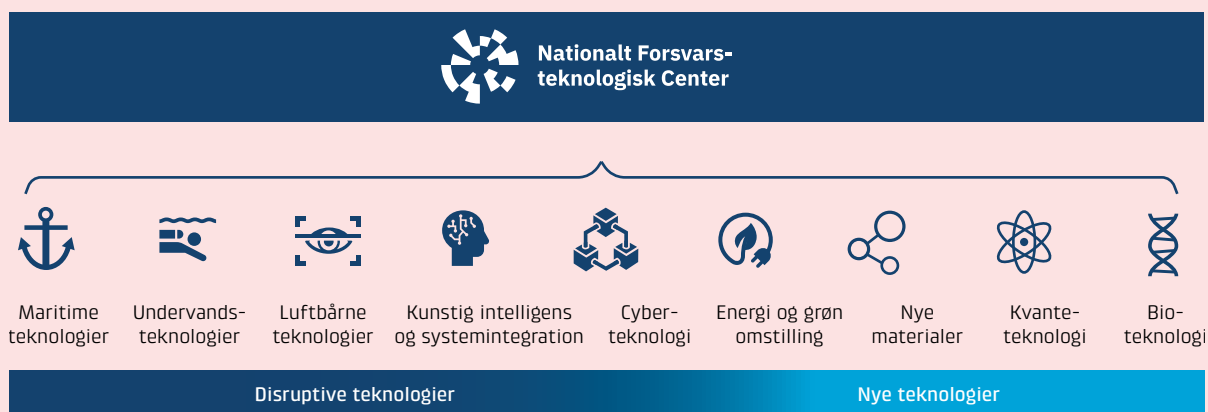 Nationalt Forsvars-
teknologisk Center
Maritime
teknologier
Undervands-
teknologier
Luftbårne
teknologier
Kunstig intelligens
og systemintegration
Cyber-
teknologi
Energi og grøn
omstilling
Nye
materialer
Kvante-
teknologi
Bio-
teknologi
Disruptive teknologier
Nye teknologier